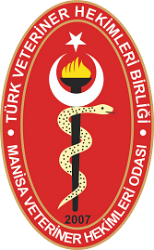 TÜRK VETERİNER HEKİMLERİ BİRLİĞİ
2007
MANİSA VETERİNER HEKİMLERİ ODASI